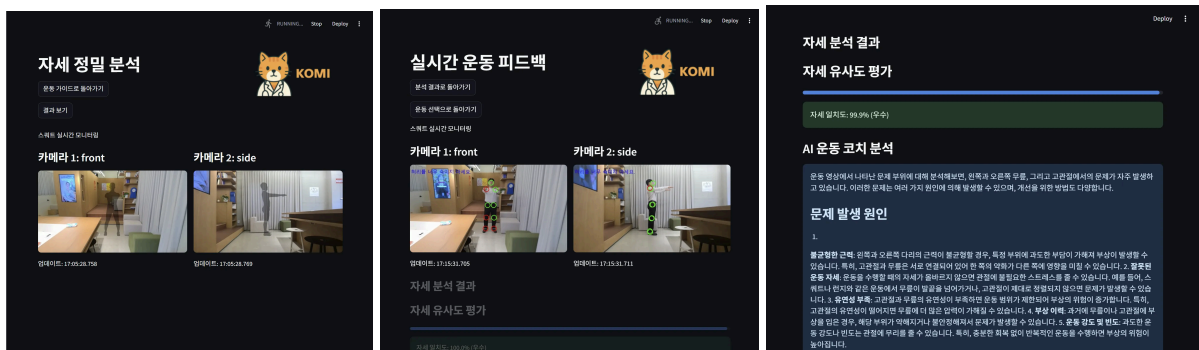 RUNNING...
Stop
Deploy
자세 정밀 분석
KOMI
운동 가이드로 돌아가기
결과 보기
스쿼트 실시간 모니터링
카메라 1: front
카메라 2: side
업데이트: 17:05:28.758
업데이트: 17:05:28.769
RUNNING...
Stop
Deploy
실시간 운동 피드백
KOMI
분석 결과로 돌아가기
운동 선택으로 돌아가기
스쿼트 실시간 모니터링
카메라 1: front
카메라 2: side
업데이트: 17:15:31.705
업데이트: 17:15:31.711
자세 분석 결과
자세 유사도 평가
자세 일치도: 100.0% (우수)
Deploy
자세 분석 결과
자세 유사도 평가
자세 일치도: 99.9% (우수)
AI 운동 코치 분석
운동 영상에서 나타난 문제 부위에 대해 분석해보면, 왼쪽과 오른쪽 무릎, 그리고 고관절에서의 문제가 자주 발생하
고 있습니다. 이러한 문제는 여러 가지 원인에 의해 발생할 수 있으며, 개선을 위한 방법도 다양합니다.
문제 발생 원인
1.
불균형한 근력: 왼쪽과 오른쪽 다리의 근력이 불균형할 경우, 특정 부위에 과도한 부담이 가해져 부상이 발생할 수
있습니다. 특히, 고관절과 무릎은 서로 연결되어 있어 한 쪽의 약화가 다른 쪽에 영향을 미칠 수 있습니다. 2. 잘못된
운동 자세: 운동을 수행할 때의 자세가 올바르지 않으면 관절에 불필요한 스트레스를 줄 수 있습니다. 예를 들어, 스
쿼트나 런지와 같은 운동에서 무릎이 발끝을 넘어가거나, 고관절이 제대로 정렬되지 않으면 문제가 발생할 수 있습
니다. 3. 유연성 부족: 고관절과 무릎의 유연성이 부족하면 운동 범위가 제한되어 부상의 위험이 증가합니다. 특히,
고관절의 유연성이 떨어지면 무릎에 더 많은 압력이 가해질 수 있습니다. 4. 부상 이력: 과거에 무릎이나 고관절에 부
상을 입은 경우, 해당 부위가 약해지거나 불안정해져서 문제가 발생할 수 있습니다. 5. 운동 강도 및 빈도: 과도한 운
동 강도나 빈도는 관절에 무리를 줄 수 있습니다. 특히, 충분한 회복 없이 반복적인 운동을 수행하면 부상의 위험이
높아집니다.